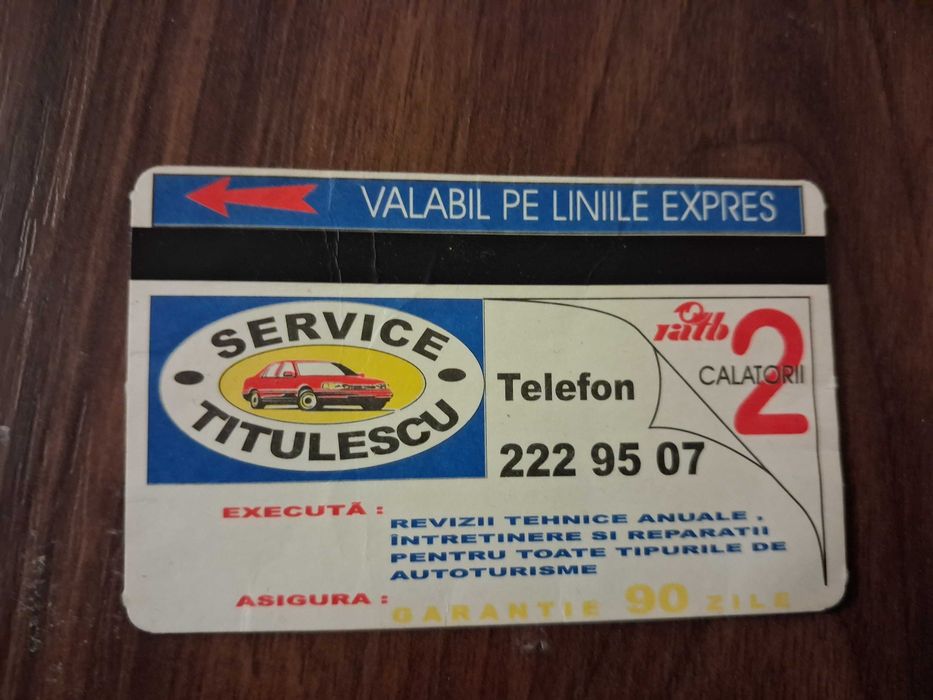 VALABIL PE LINIILE EXPRES
SERVICE
TITULESCU
Telefon
222 95 07
ratb
2
CALATORII
EXECUTĂ :
REVIZII TEHNICE ANUALE ,
ÎNTRETINERE SI REPARATII
PENTRU TOATE TIPURILE DE
AUTOTURISME
ASIGURA :
GARANTIE 90 ZILE